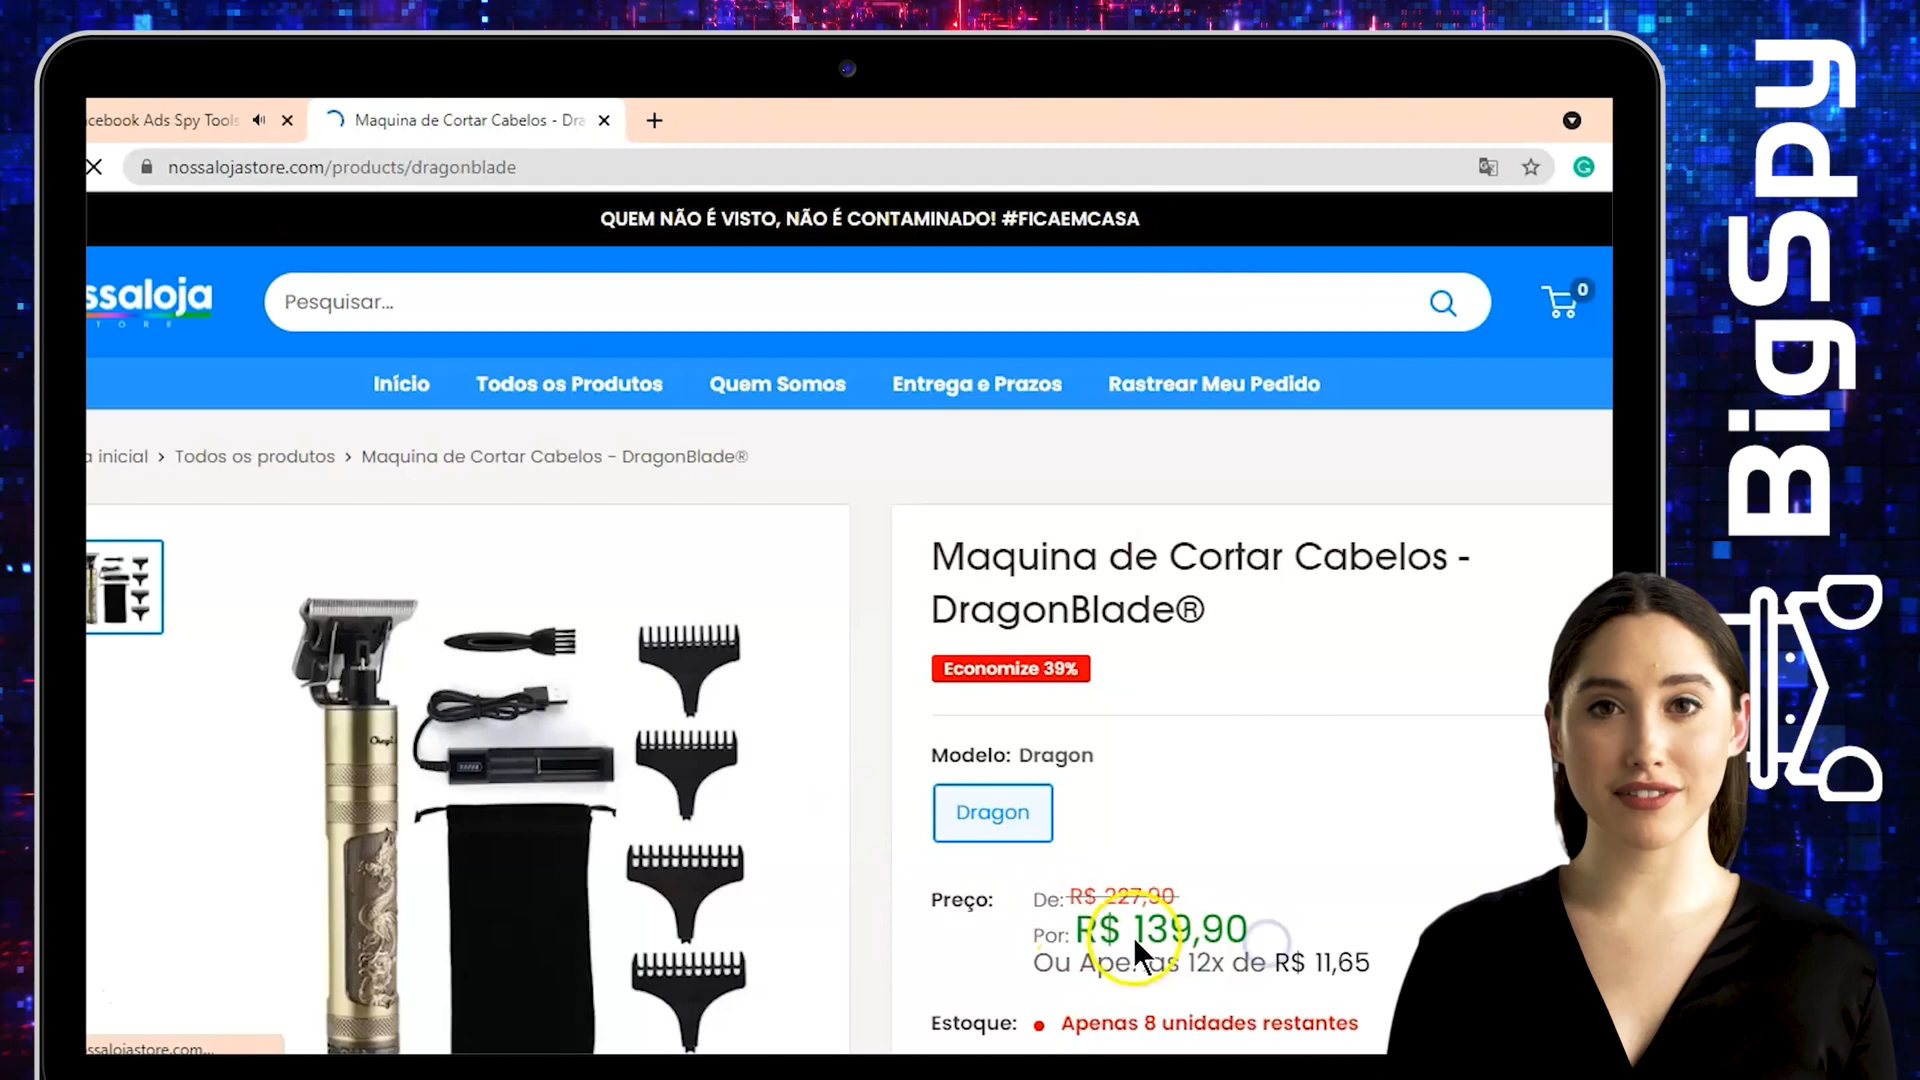 cebook Ads Spy Tools
Maquina de Cortar Cabelos - Dra
nossalojastore.com/products/dragonblade
QUEM NÃO É VISTO, NÃO É CONTAMINADO! #FICAEMCASA
ssaloja
T O R E
Pesquisar...
0
Início Todos os Produtos Quem Somos Entrega e Prazos Rastrear Meu Pedido
a inicial > Todos os produtos > Maquina de Cortar Cabelos - DragonBlade®
Maquina de Cortar Cabelos -
DragonBlade®
Economize 39%
Modelo: Dragon
Dragon
Preço: De: R$ 227,90
Por: R$ 139,90
Ou Apenas 12x de R$ 11,65
Estoque: Apenas 8 unidades restantes
ssalojastore.com...
BigSpy